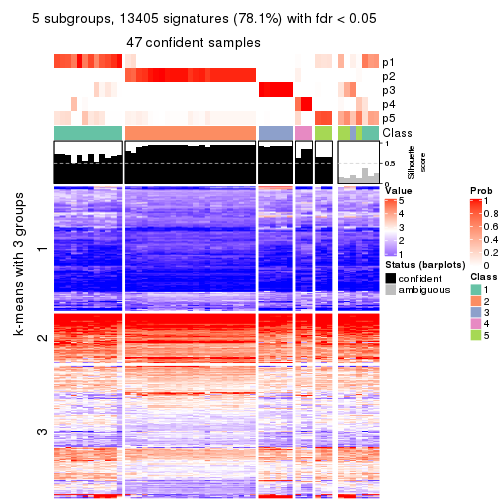 5 subgroups, 13405 signatures (78.1%) with fdr < 0.05
47 confident samples
p1
p2
p3
p4
p5
Class
1
0.5
0
Silhouette
score
k-means with 3 groups
1
2
3
Value
5
4
3
2
1
Status (barplots)
confident
ambiguous
Prob
1
0.8
0.6
0.4
0.2
0
Class
1
2
3
4
5